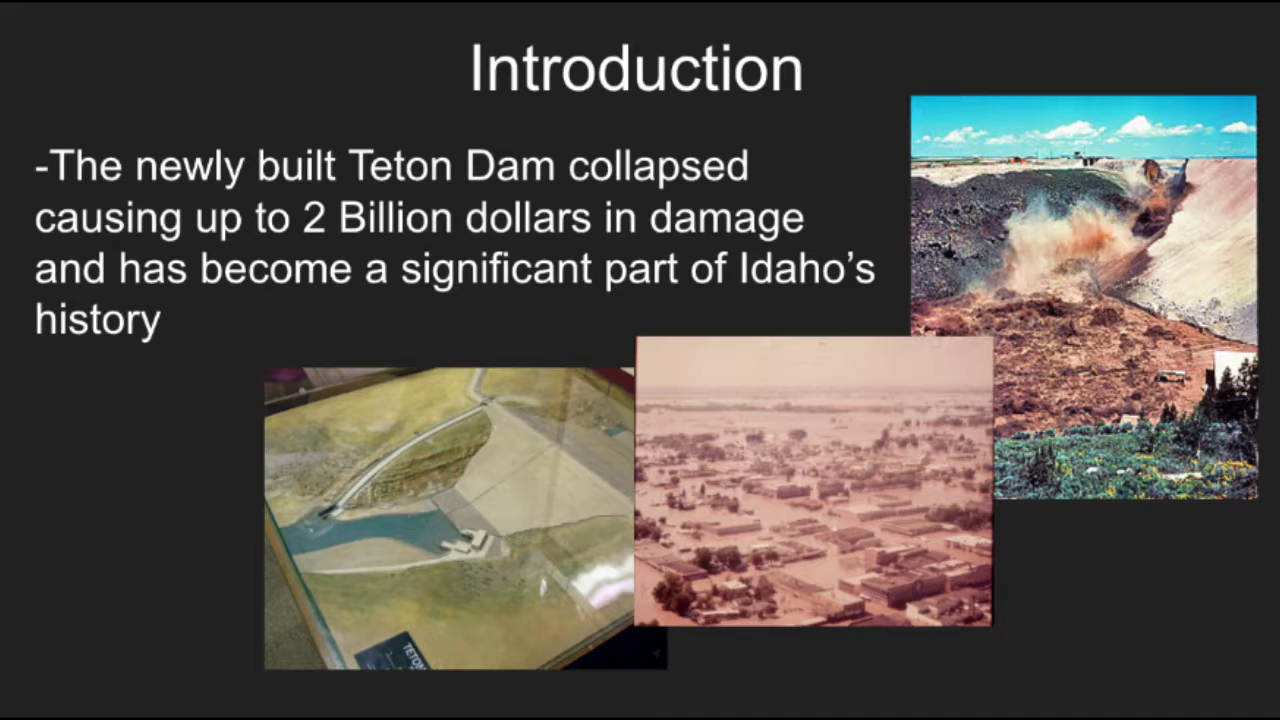 Introduction
-The newly built Teton Dam collapsed
causing up to 2 Billion dollars in damage
and has become a significant part of Idaho’s
history
TETON